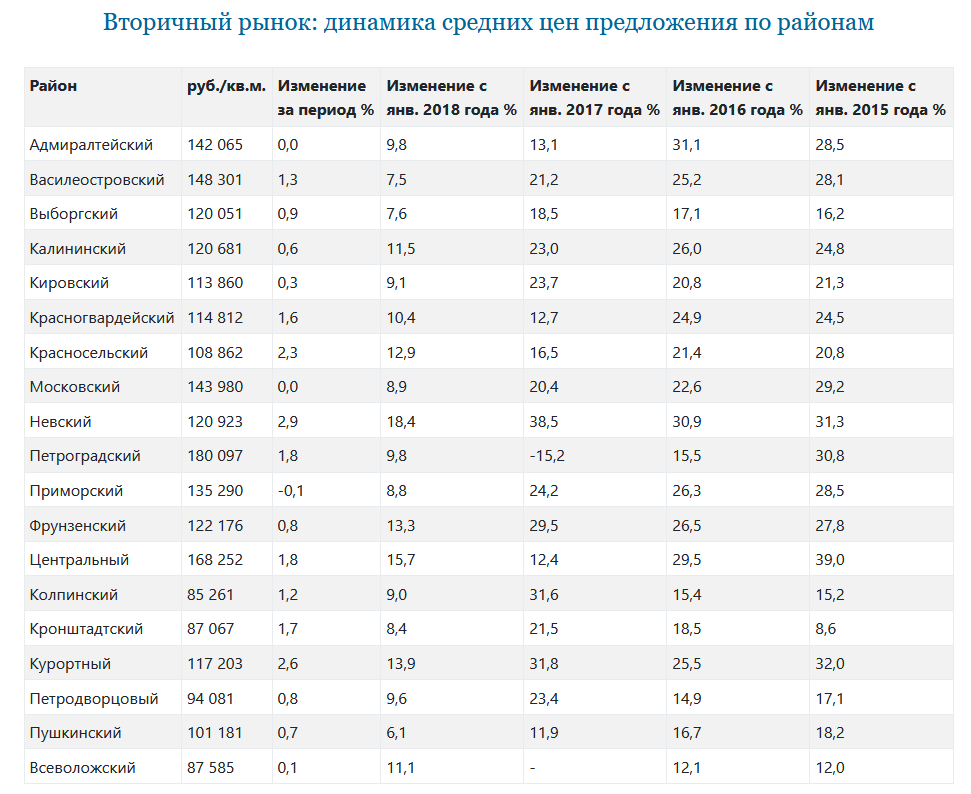 Вторичный рынок: динамика средних цен предложения по районам
Район руб./кв.м. Изменение за период % Изменение с янв. 2018 года % Изменение с янв. 2017 года % Изменение с янв. 2016 года % Изменение с янв. 2015 года %
Адмиралтейский 142 065 0,0 9,8 13,1 31,1 28,5
Василеостровский 148 301 1,3 7,5 21,2 25,2 28,1
Выборгский 120 051 0,9 7,6 18,5 17,1 16,2
Калининский 120 681 0,6 11,5 23,0 26,0 24,8
Кировский 113 860 0,3 9,1 23,7 20,8 21,3
Красногвардейский 114 812 1,6 10,4 12,7 24,9 24,5
Красносельский 108 862 2,3 12,9 16,5 21,4 20,8
Московский 143 980 0,0 8,9 20,4 22,6 29,2
Невский 120 923 2,9 18,4 38,5 30,9 31,3
Петроградский 180 097 1,8 9,8 -15,2 15,5 30,8
Приморский 135 290 -0,1 8,8 24,2 26,3 28,5
Фрунзенский 122 176 0,8 13,3 29,5 26,5 27,8
Центральный 168 252 1,8 15,7 12,4 29,5 39,0
Колпинский 85 261 1,2 9,0 31,6 15,4 15,2
Кронштадтский 87 067 1,7 8,4 21,5 18,5 8,6
Курортный 117 203 2,6 13,9 31,8 25,5 32,0
Петродворцовый 94 081 0,8 9,6 23,4 14,9 17,1
Пушкинский 101 181 0,7 6,1 11,9 16,7 18,2
Всеволожский 87 585 0,1 11,1 - 12,1 12,0